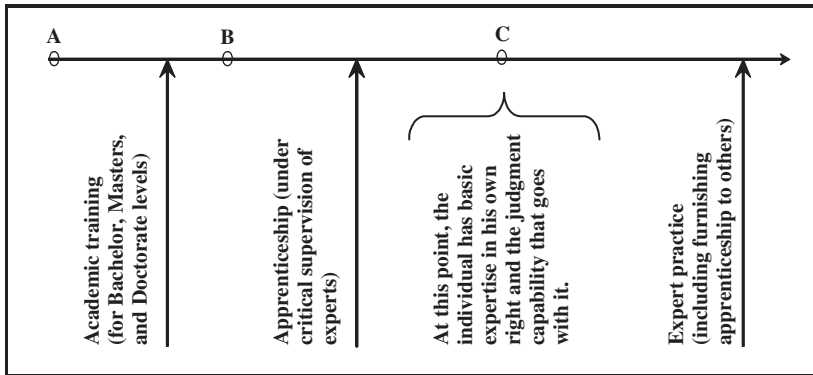 A
B
C
Academic training
(for Bachelor, Masters,
and Doctorate levels)
Apprenticeship (under
critical supervision of
experts)
At this point, the
individual has basic
expertise in his own
right and the judgment
capability that goes
with it.
Expert practice
(including furnishing
apprenticeship to others)